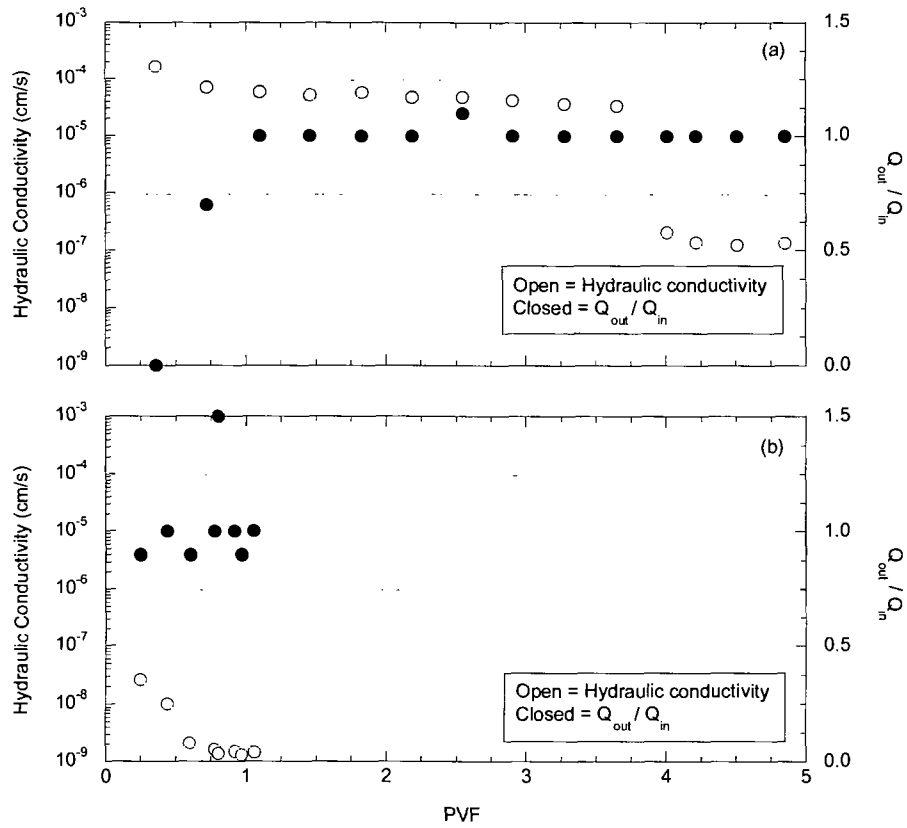 (a)
Hydraulic Conductivity (cm/s)
10⁻³
10⁻⁴
10⁻⁵
10⁻⁶
10⁻⁷
10⁻⁸
10⁻⁹
1.5
1.0
0.5
0.0
Q_out / Q_in
Open = Hydraulic conductivity
Closed = Q_out / Q_in
(b)
Hydraulic Conductivity (cm/s)
10⁻³
10⁻⁴
10⁻⁵
10⁻⁶
10⁻⁷
10⁻⁸
10⁻⁹
1.5
1.0
0.5
0.0
Q_out / Q_in
Open = Hydraulic conductivity
Closed = Q_out / Q_in
0 1 2 3 4 5
PVF